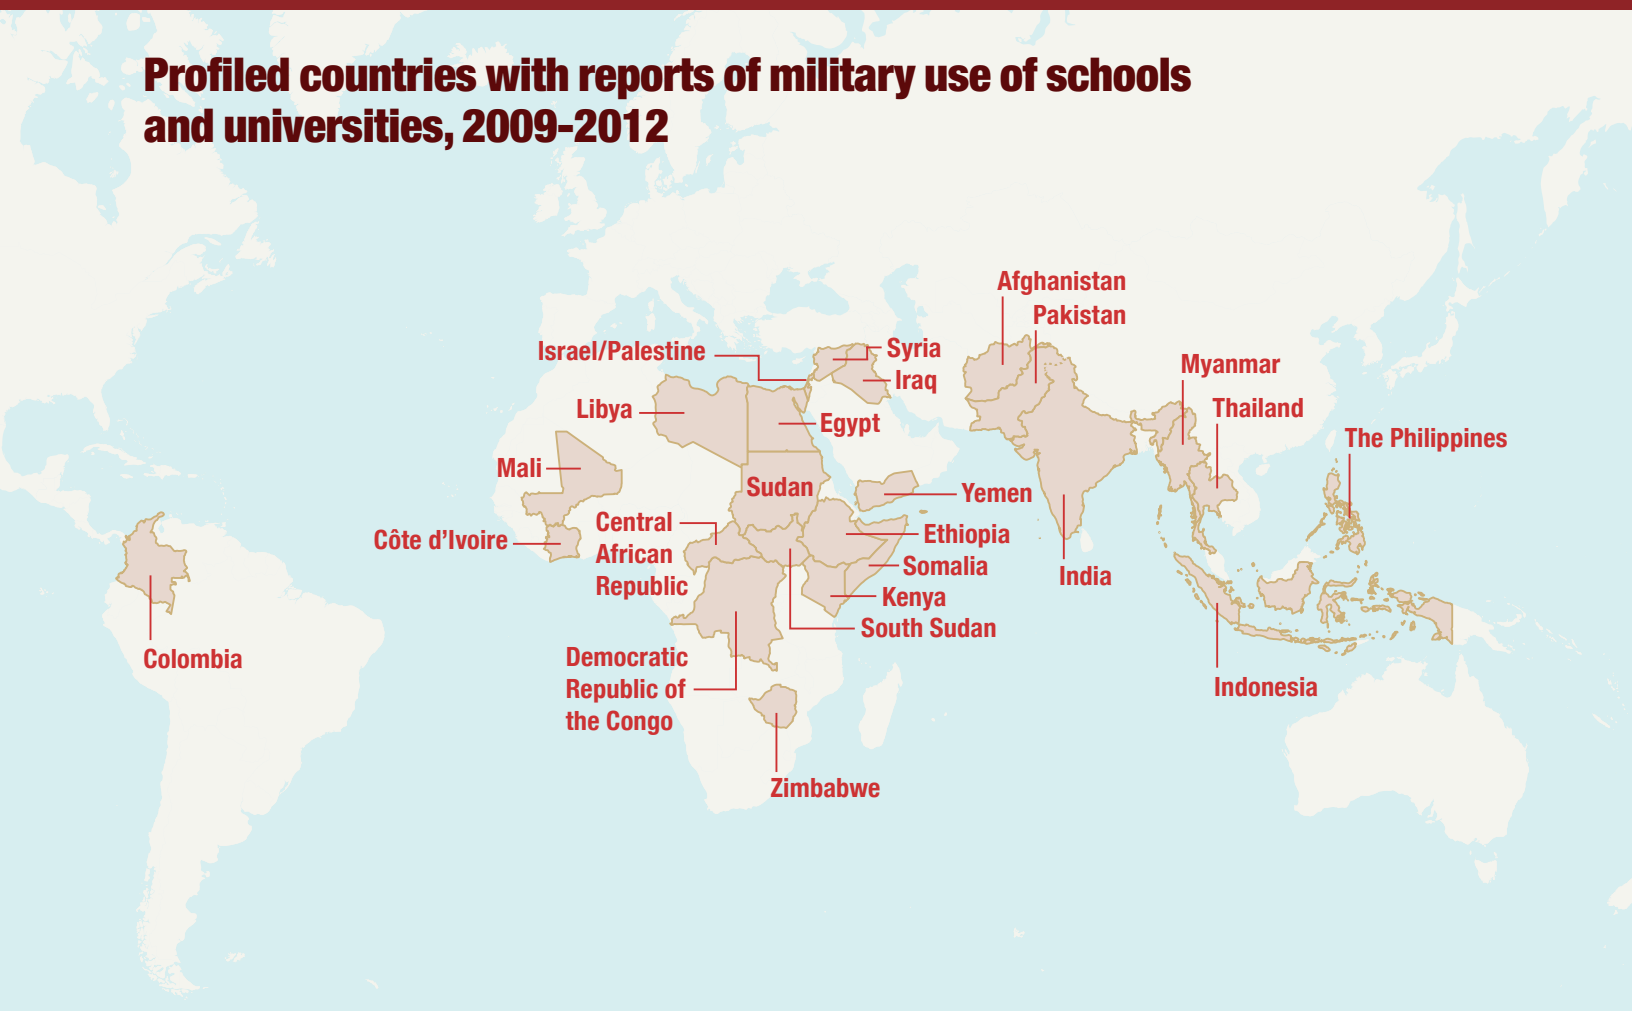 Profiled countries with reports of military use of schools
and universities, 2009-2012
Afghanistan
Pakistan
Israel/Palestine
Syria
Iraq
Myanmar
Libya
Egypt
Thailand
The Philippines
Mali
Sudan
Yemen
Côte d’Ivoire
Central
African
Republic
Ethiopia
Somalia
India
Kenya
South Sudan
Colombia
Democratic
Republic of
the Congo
Indonesia
Zimbabwe